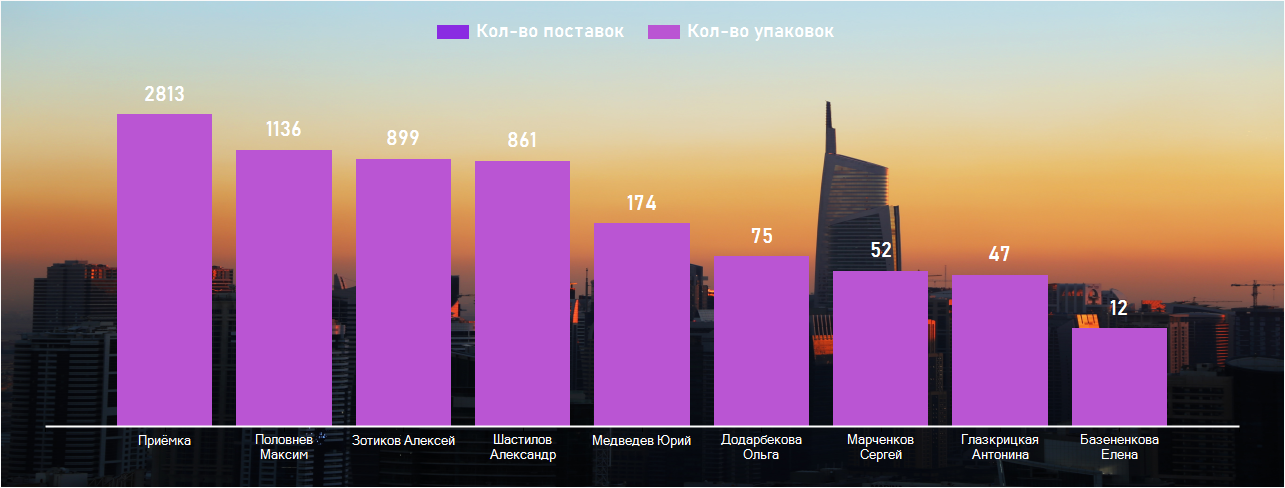 Кол-во поставок Кол-во упаковок
2813
1136
899
861
174
75
52
47
12
Приёмка
Половнев
Максим
Зотиков Алексей
Шастилов
Александр
Медведев Юрий
Додарбекова
Ольга
Марченков
Сергей
Глазкрицкая
Антонина
Базененкова
Елена